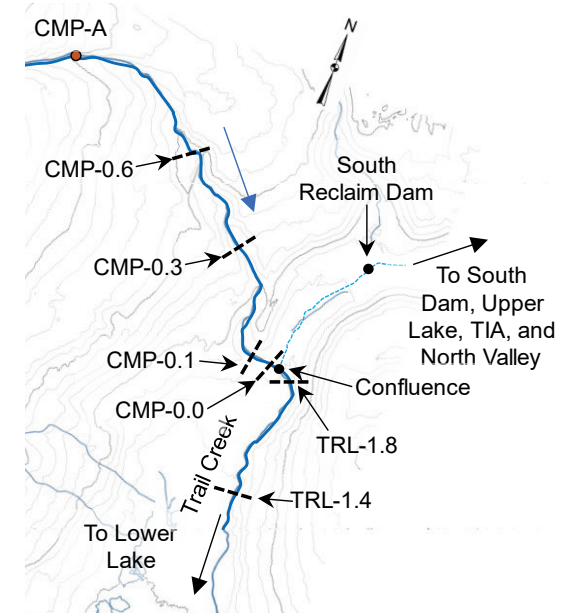 CMP-A
N
CMP-0.6
South
Reclaim Dam
CMP-0.3
To South
Dam, Upper
Lake, TIA, and
North Valley
CMP-0.1
Confluence
CMP-0.0
TRL-1.8
Trail Creek
TRL-1.4
To Lower
Lake